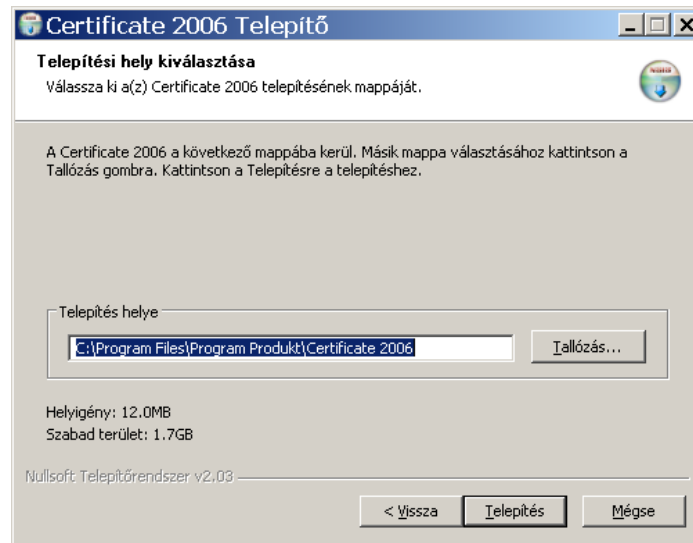 Certificate 2006 Telepítő
Telepítési hely kiválasztása
Válassza ki a(z) Certificate 2006 telepítésének mappáját.
A Certificate 2006 a következő mappába kerül. Másik mappa választásához kattintson a
Tallózás gombra. Kattintson a Telepítésre a telepítéshez.
Telepítés helye
C:\Program Files\Program Produkt\Certificate 2006
Tallózás...
Helyigény: 12.0MB
Szabad terület: 1.7GB
Nullsoft Telepítőrendszer v2.03
< Vissza Telepítés Mégse